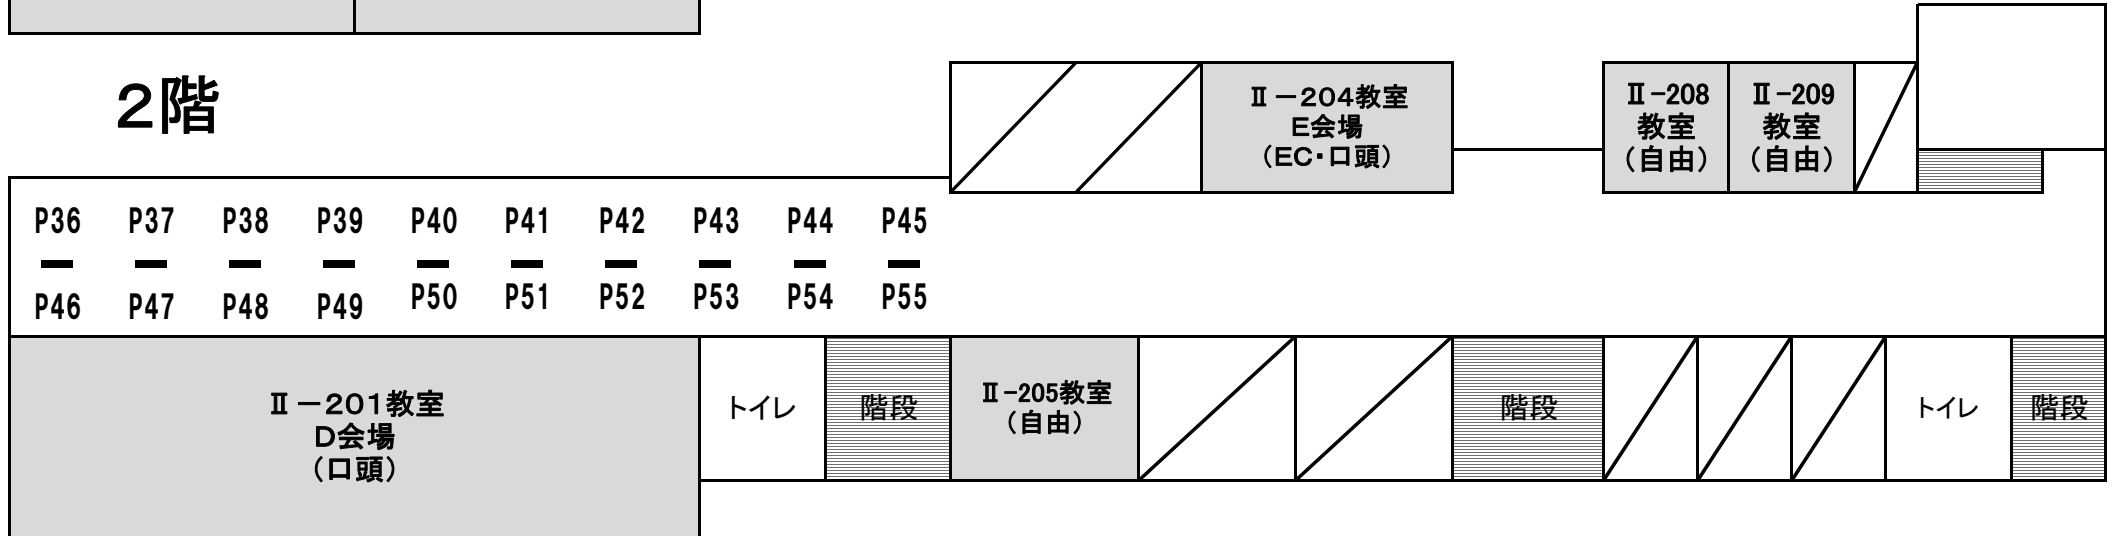 2階
Ⅱ－204教室
E会場
（EC・口頭）
Ⅱ-208
教室
（自由）
Ⅱ-209
教室
（自由）
P36 P37 P38 P39 P40 P41 P42 P43 P44 P45
P46 P47 P48 P49 P50 P51 P52 P53 P54 P55
Ⅱ－201教室
D会場
（口頭）
トイレ
階段
Ⅱ-205教室
（自由）
階段
トイレ
階段